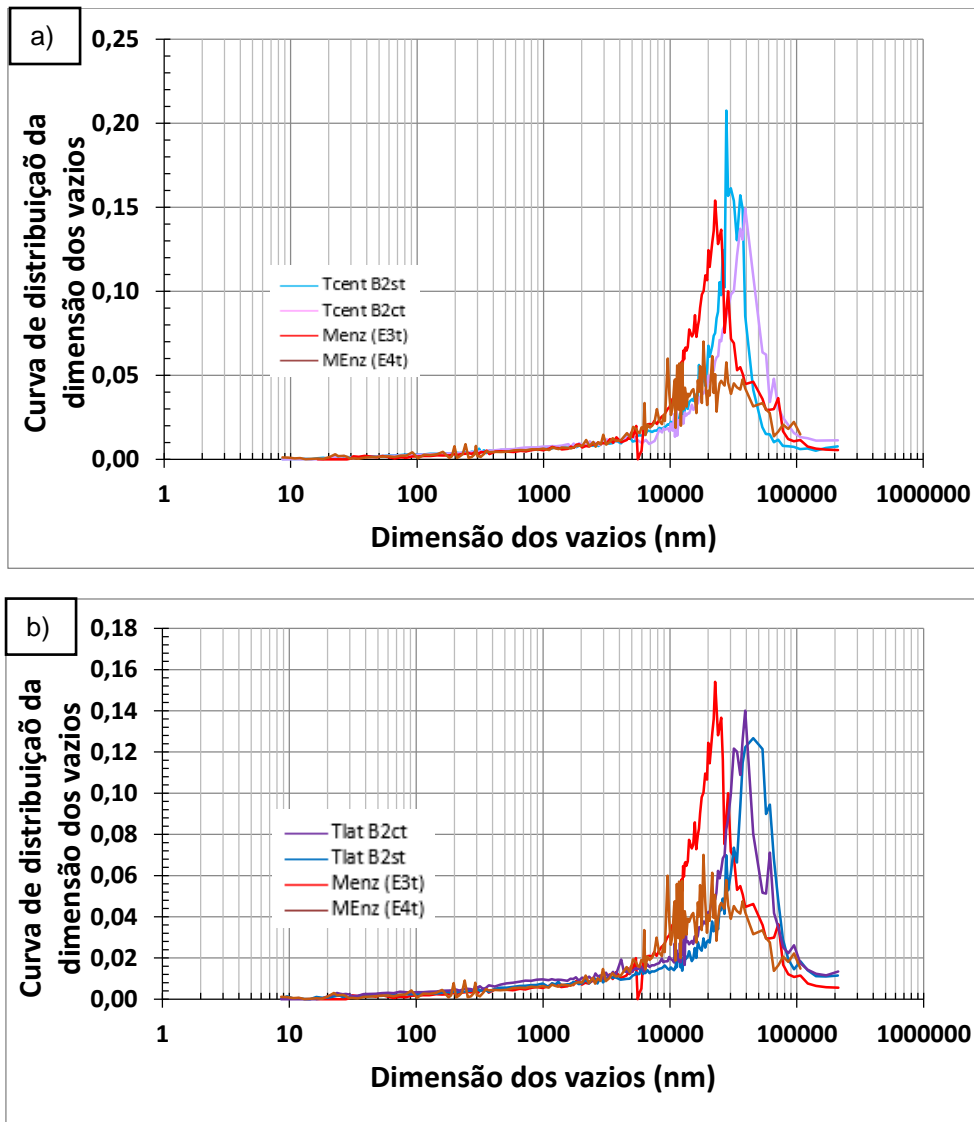 a)
0,25
0,20
0,15
0,10
0,05
0,00
Curva de distribuição da
dimensão dos vazios
Tcent B2st
Tcent B2ct
Menz (E3t)
MEnz (E4t)
1 10 100 1000 10000 100000 1000000
Dimensão dos vazios (nm)
b)
0,18
0,16
0,14
0,12
0,10
0,08
0,06
0,04
0,02
0,00
Curva de distribuição da
dimensão dos vazios
Tlat B2ct
Tlat B2st
Menz (E3t)
MEnz (E4t)
1 10 100 1000 10000 100000 1000000
Dimensão dos vazios (nm)